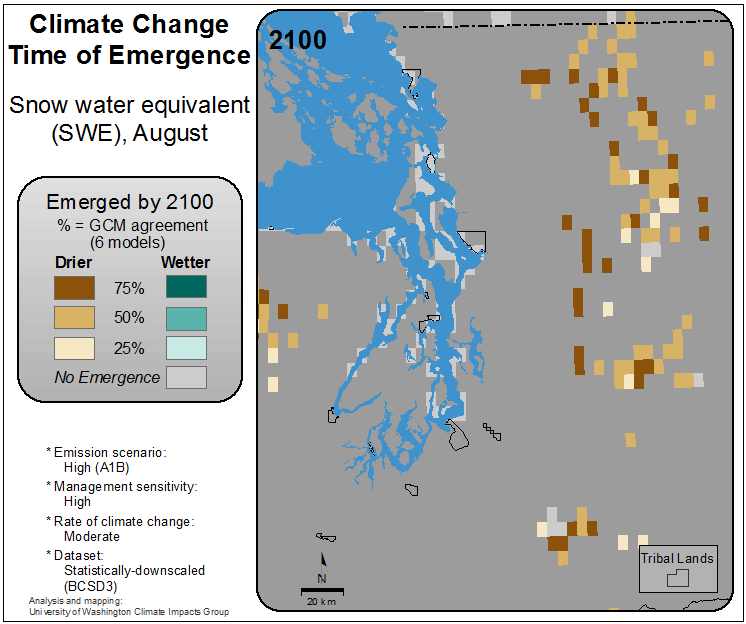 Climate Change
Time of Emergence
Snow water equivalent
(SWE), August
Emerged by 2100
% = GCM agreement
(6 models)
Drier Wetter
75%
50%
25%
No Emergence
* Emission scenario:
High (A1B)
* Management sensitivity:
High
* Rate of climate change:
Moderate
* Dataset:
Statistically-downscaled
(BCSD3)
Analysis and mapping:
University of Washington Climate Impacts Group
2100
N
20 km
Tribal Lands